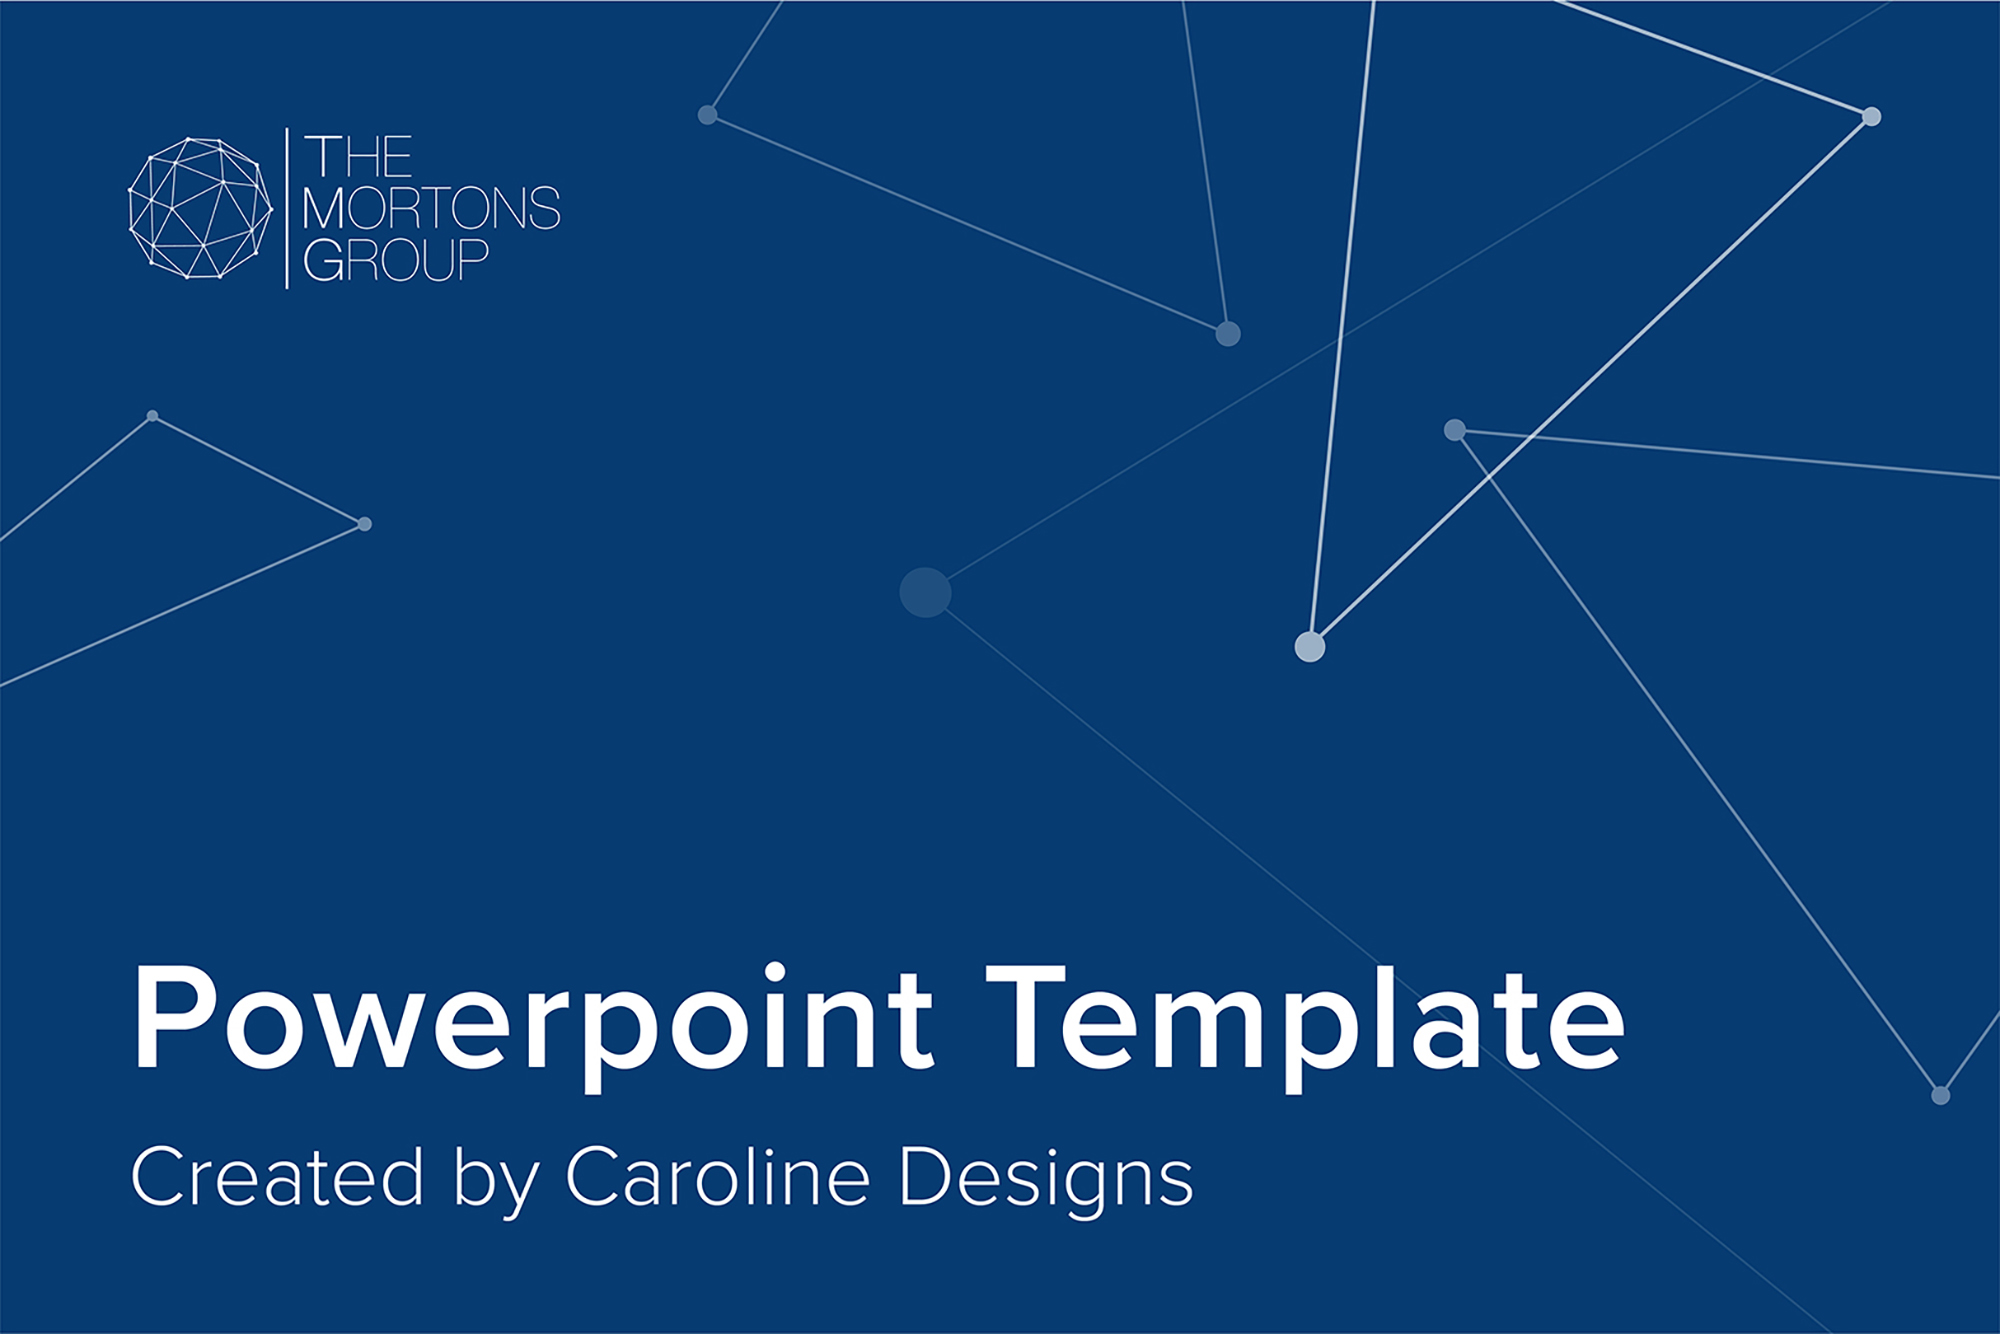 THE
MORTONS
GROUP
Powerpoint Template
Created by Caroline Designs